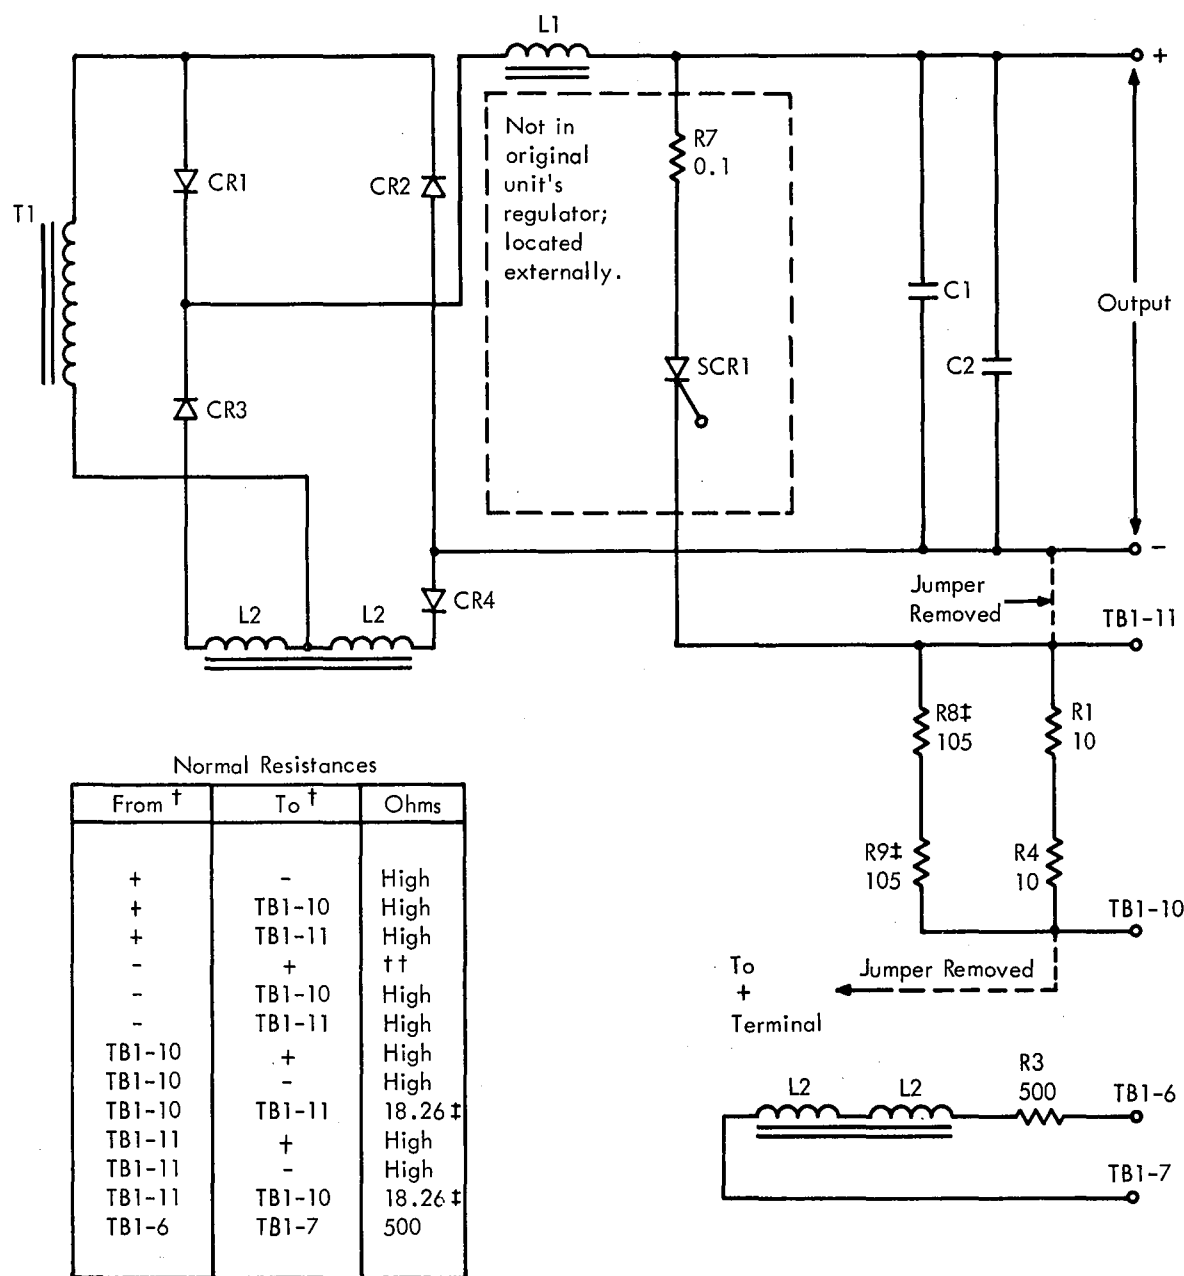 L1
+
Not in
original
unit's
regulator;
located
externally.
R7
0.1
CR1
CR2
T1
C1
Output
SCR1
C2
CR3
-
Jumper
Removed
TB1-11
CR4
L2 L2
R8‡
105
R1
10
R9‡
105
R4
10
TB1-10
To
+
Terminal
Jumper Removed
L2 L2
R3
500
TB1-6
TB1-7
Normal Resistances
From † To † Ohms
+ - High
+ TB1-10 High
+ TB1-11 High
- + ††
- TB1-10 High
- TB1-11 High
TB1-10 + High
TB1-10 - High
TB1-10 TB1-11 18.26‡
TB1-11 + High
TB1-11 - High
TB1-11 TB1-10 18.26‡
TB1-6 TB1-7 500